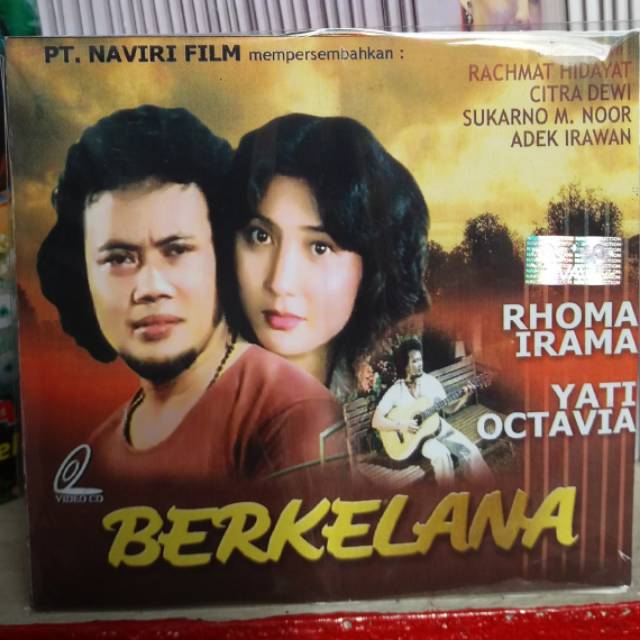 PT. NAVIRI FILM mempersembahkan :
RACHMAT HIDAYAT
CITRA DEWI
SUKARNO M. NOOR
ADEK IRAWAN
RHOMA
IRAMA
YATI
OCTAVIA
VIDEO CD
BERKELANA